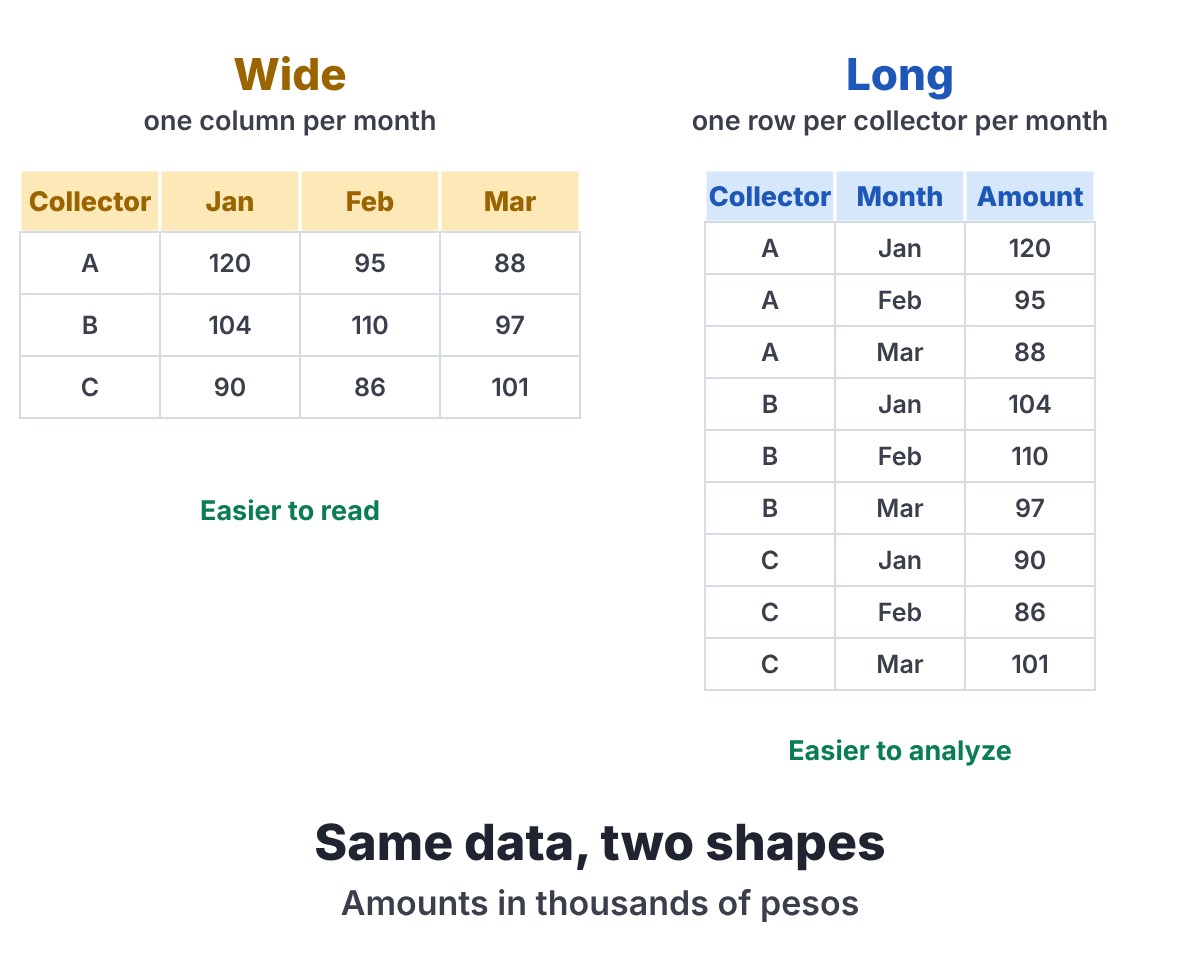 Wide
one column per month
Collector Jan Feb Mar
A 120 95 88
B 104 110 97
C 90 86 101
Easier to read
Long
one row per collector per month
Collector Month Amount
A Jan 120
A Feb 95
A Mar 88
B Jan 104
B Feb 110
B Mar 97
C Jan 90
C Feb 86
C Mar 101
Easier to analyze
Same data, two shapes
Amounts in thousands of pesos